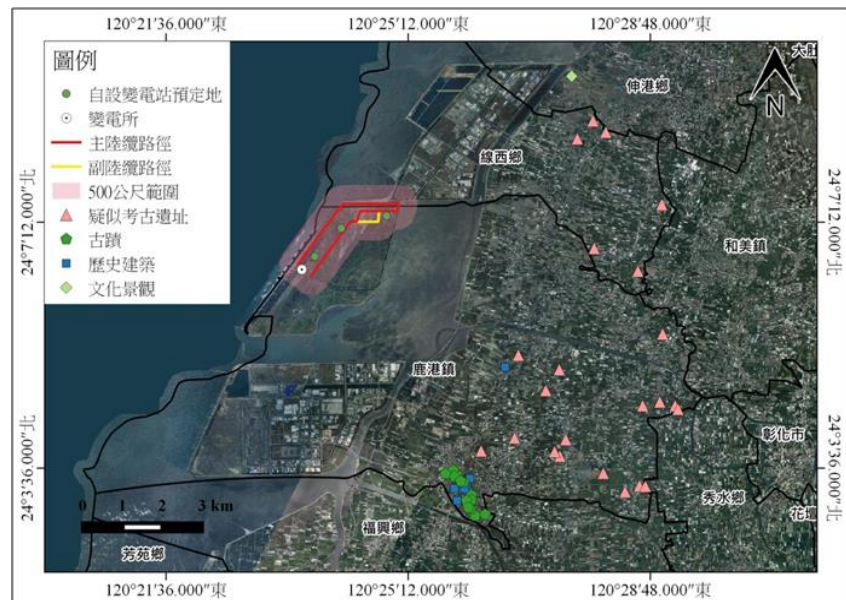 120°21'36.000"東
120°25'12.000"東
120°28'48.000"東
圖例
自設變電站預定地
變電所
主陸纜路徑
副陸纜路徑
500公尺範圍
疑似考古遺址
古蹟
歷史建築
文化景觀
大肚
伸港鄉
N
線西鄉
24°7'12.000"北
24°7'12.000"北
和美鎮
鹿港鎮
彰化市
24°3'36.000"北
24°3'36.000"北
秀水鄉
0 1 2 3 km
福興鄉
花壇
芳苑鄉
120°21'36.000"東
120°25'12.000"東
120°28'48.000"東